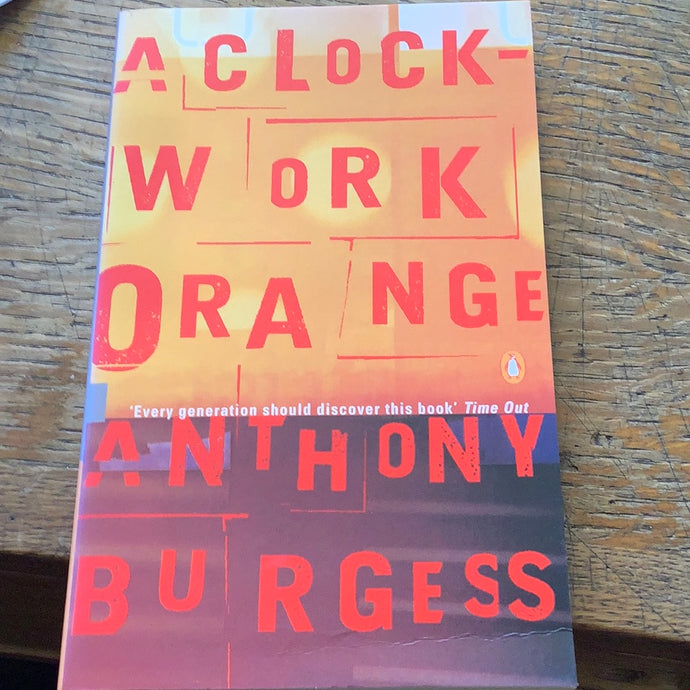 A CLOCK-
WORK
ORANGE
'Every generation should discover this book' Time Out
ANTHONY
BURGESS